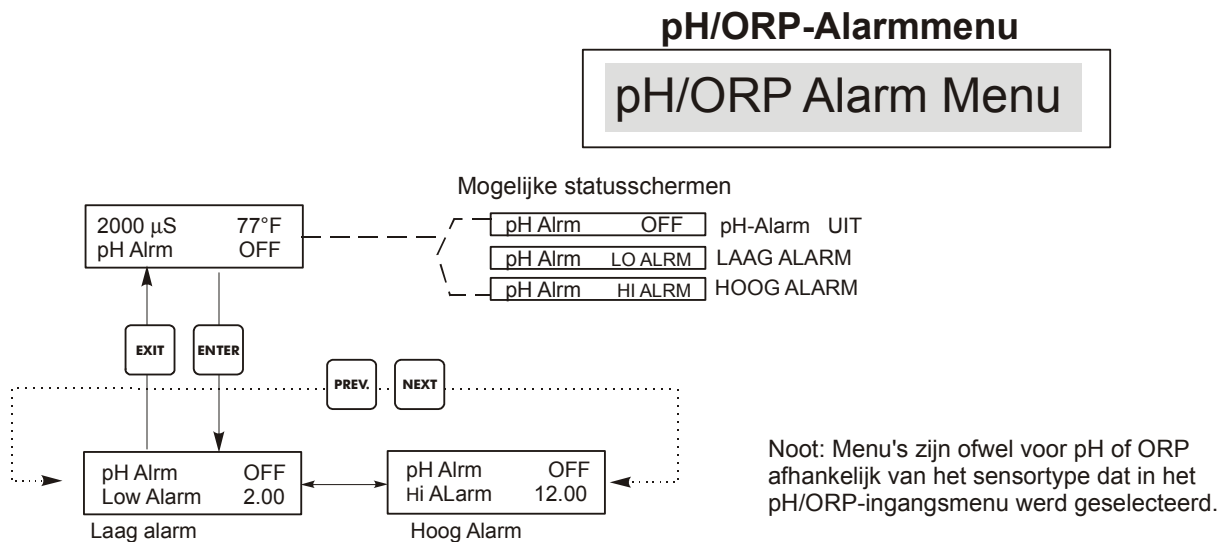 pH/ORP-Alarmmenu
pH/ORP Alarm Menu
Mogelijke statusschermen
2000 µS 77°F
pH Alrm OFF
pH Alrm OFF pH-Alarm UIT
pH Alrm LO ALRM LAAG ALARM
pH Alrm HI ALRM HOOG ALARM
EXIT
ENTER
PREV.
NEXT
pH Alrm OFF
Low Alarm 2.00
Laag alarm
pH Alrm OFF
Hi ALarm 12.00
Hoog Alarm
Noot: Menu's zijn ofwel voor pH of ORP
afhankelijk van het sensortype dat in het
pH/ORP-ingangsmenu werd geselecteerd.